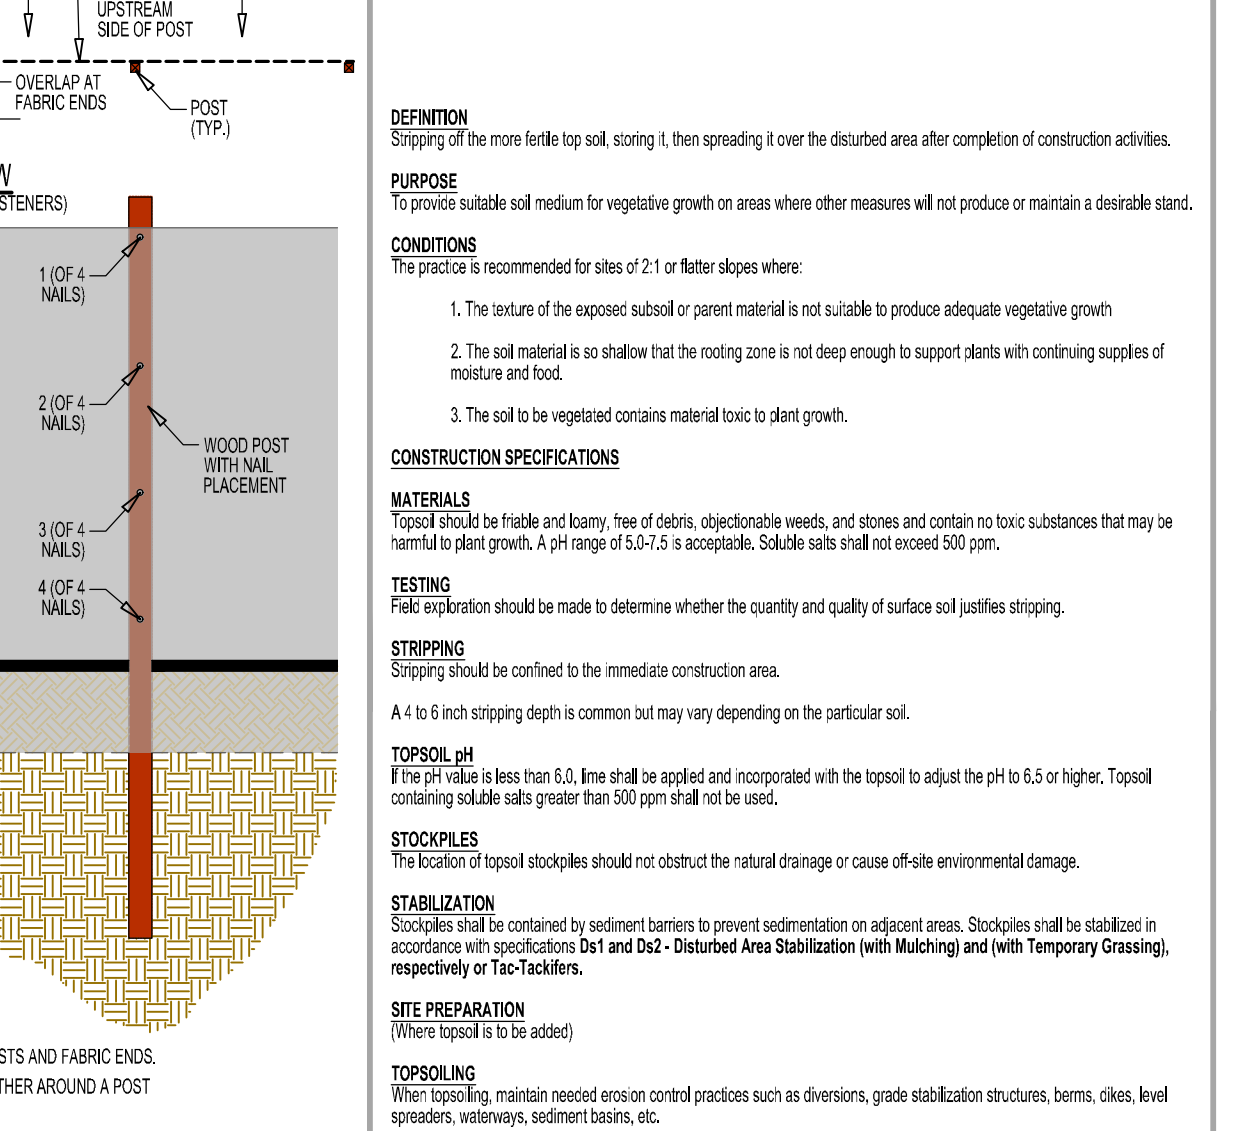 UPSTREAM
SIDE OF POST
OVERLAP AT
FABRIC ENDS
POST
(TYP.)
W
STENERS)
1 (OF 4
NAILS)
2 (OF 4
NAILS)
WOOD POST
WITH NAIL
PLACEMENT
3 (OF 4
NAILS)
4 (OF 4
NAILS)
STS AND FABRIC ENDS.
THER AROUND A POST
DEFINITION
Stripping off the more fertile top soil, storing it, then spreading it over the disturbed area after completion of construction activities.
PURPOSE
To provide suitable soil medium for vegetative growth on areas where other measures will not produce or maintain a desirable stand.
CONDITIONS
The practice is recommended for sites of 2:1 or flatter slopes where:
1. The texture of the exposed subsoil or parent material is not suitable to produce adequate vegetative growth
2. The soil material is so shallow that the rooting zone is not deep enough to support plants with continuing supplies of
moisture and food.
3. The soil to be vegetated contains material toxic to plant growth.
CONSTRUCTION SPECIFICATIONS
MATERIALS
Topsoil should be friable and loamy, free of debris, objectionable weeds, and stones and contain no toxic substances that may be
harmful to plant growth. A pH range of 5.0-7.5 is acceptable. Soluble salts shall not exceed 500 ppm.
TESTING
Field exploration should be made to determine whether the quantity and quality of surface soil justifies stripping.
STRIPPING
Stripping should be confined to the immediate construction area.
A 4 to 6 inch stripping depth is common but may vary depending on the particular soil.
TOPSOIL pH
If the pH value is less than 6.0, lime shall be applied and incorporated with the topsoil to adjust the pH to 6.5 or higher. Topsoil
containing soluble salts greater than 500 ppm shall not be used.
STOCKPILES
The location of topsoil stockpiles should not obstruct the natural drainage or cause off-site environmental damage.
STABILIZATION
Stockpiles shall be contained by sediment barriers to prevent sedimentation on adjacent areas. Stockpiles shall be stabilized in
accordance with specifications Ds1 and Ds2 - Disturbed Area Stabilization (with Mulching) and (with Temporary Grassing),
respectively or Tac-Tackifers.
SITE PREPARATION
(Where topsoil is to be added)
TOPSOILING
When topsoiling, maintain needed erosion control practices such as diversions, grade stabilization structures, berms, dikes, level
spreaders, waterways, sediment basins, etc.